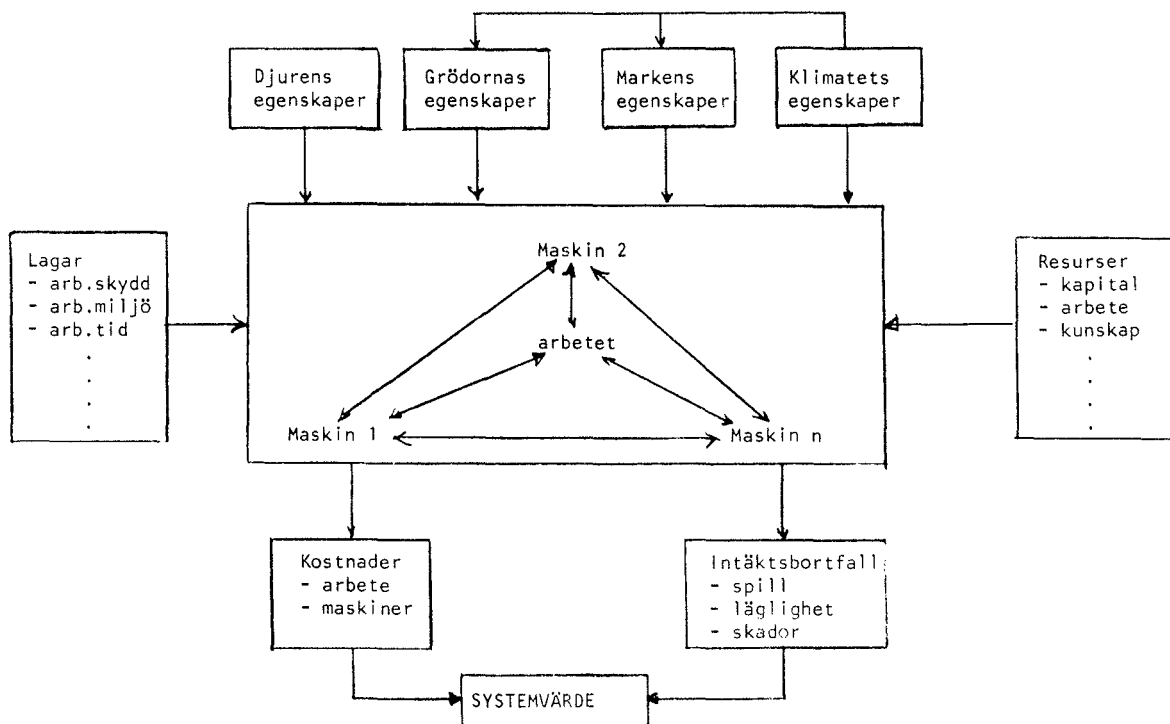 Djurens
egenskaper
Grödornas
egenskaper
Markens
egenskaper
Klimatets
egenskaper
Lagar
- arb.skydd
- arb.miljö
- arb.tid
Maskin 2
arbetet
Maskin 1
Maskin n
Resurser
- kapital
- arbete
- kunskap
Kostnader
- arbete
- maskiner
Intäktsbortfall
- spill
- läglighet
- skador
SYSTEMVÄRDE